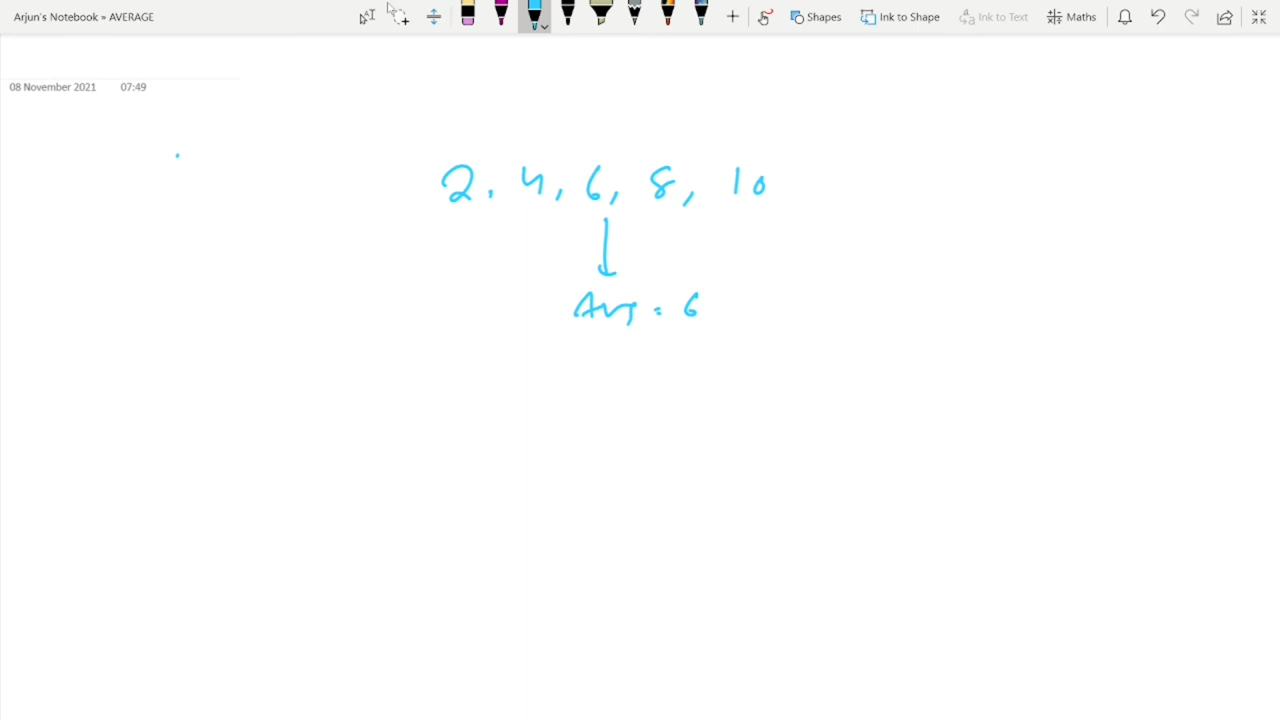 Arjun's Notebook » AVERAGE
Shapes Ink to Shape Ink to Text Maths
08 November 2021 07:49
2, 4, 6, 8, 10
Avg = 6